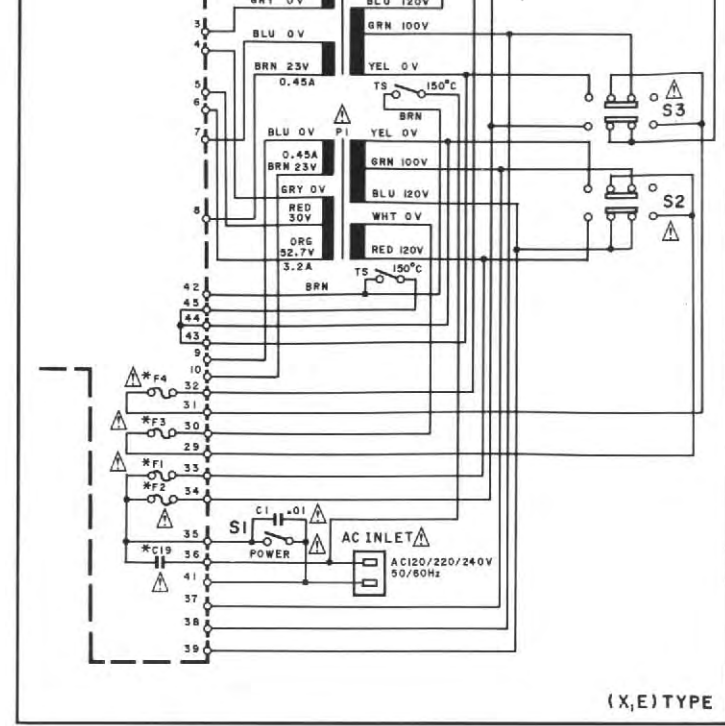 GRY 0V
BLU 120V
3
GRN 100V
BLU 0V
4
BRN 23V
YEL 0V
0.45A
TS 150°C
5
S3
6
BRN
7
BLU 0V P1 YEL 0V
0.45A
BRN 23V
GRN 100V
GRY 0V
BLU 120V
S2
RED
30V
WHT 0V
8
ORG
52.7V
RED 120V
3.2A
TS 150°C
42
BRN
45
44
43
9
10
*F4
32
31
*F3
30
29
*F1
33
*F2
34
C1 .01
S1
35
AC INLET
POWER
*C19
36
AC120/220/240V
50/60Hz
41
37
38
39
(X,E) TYPE